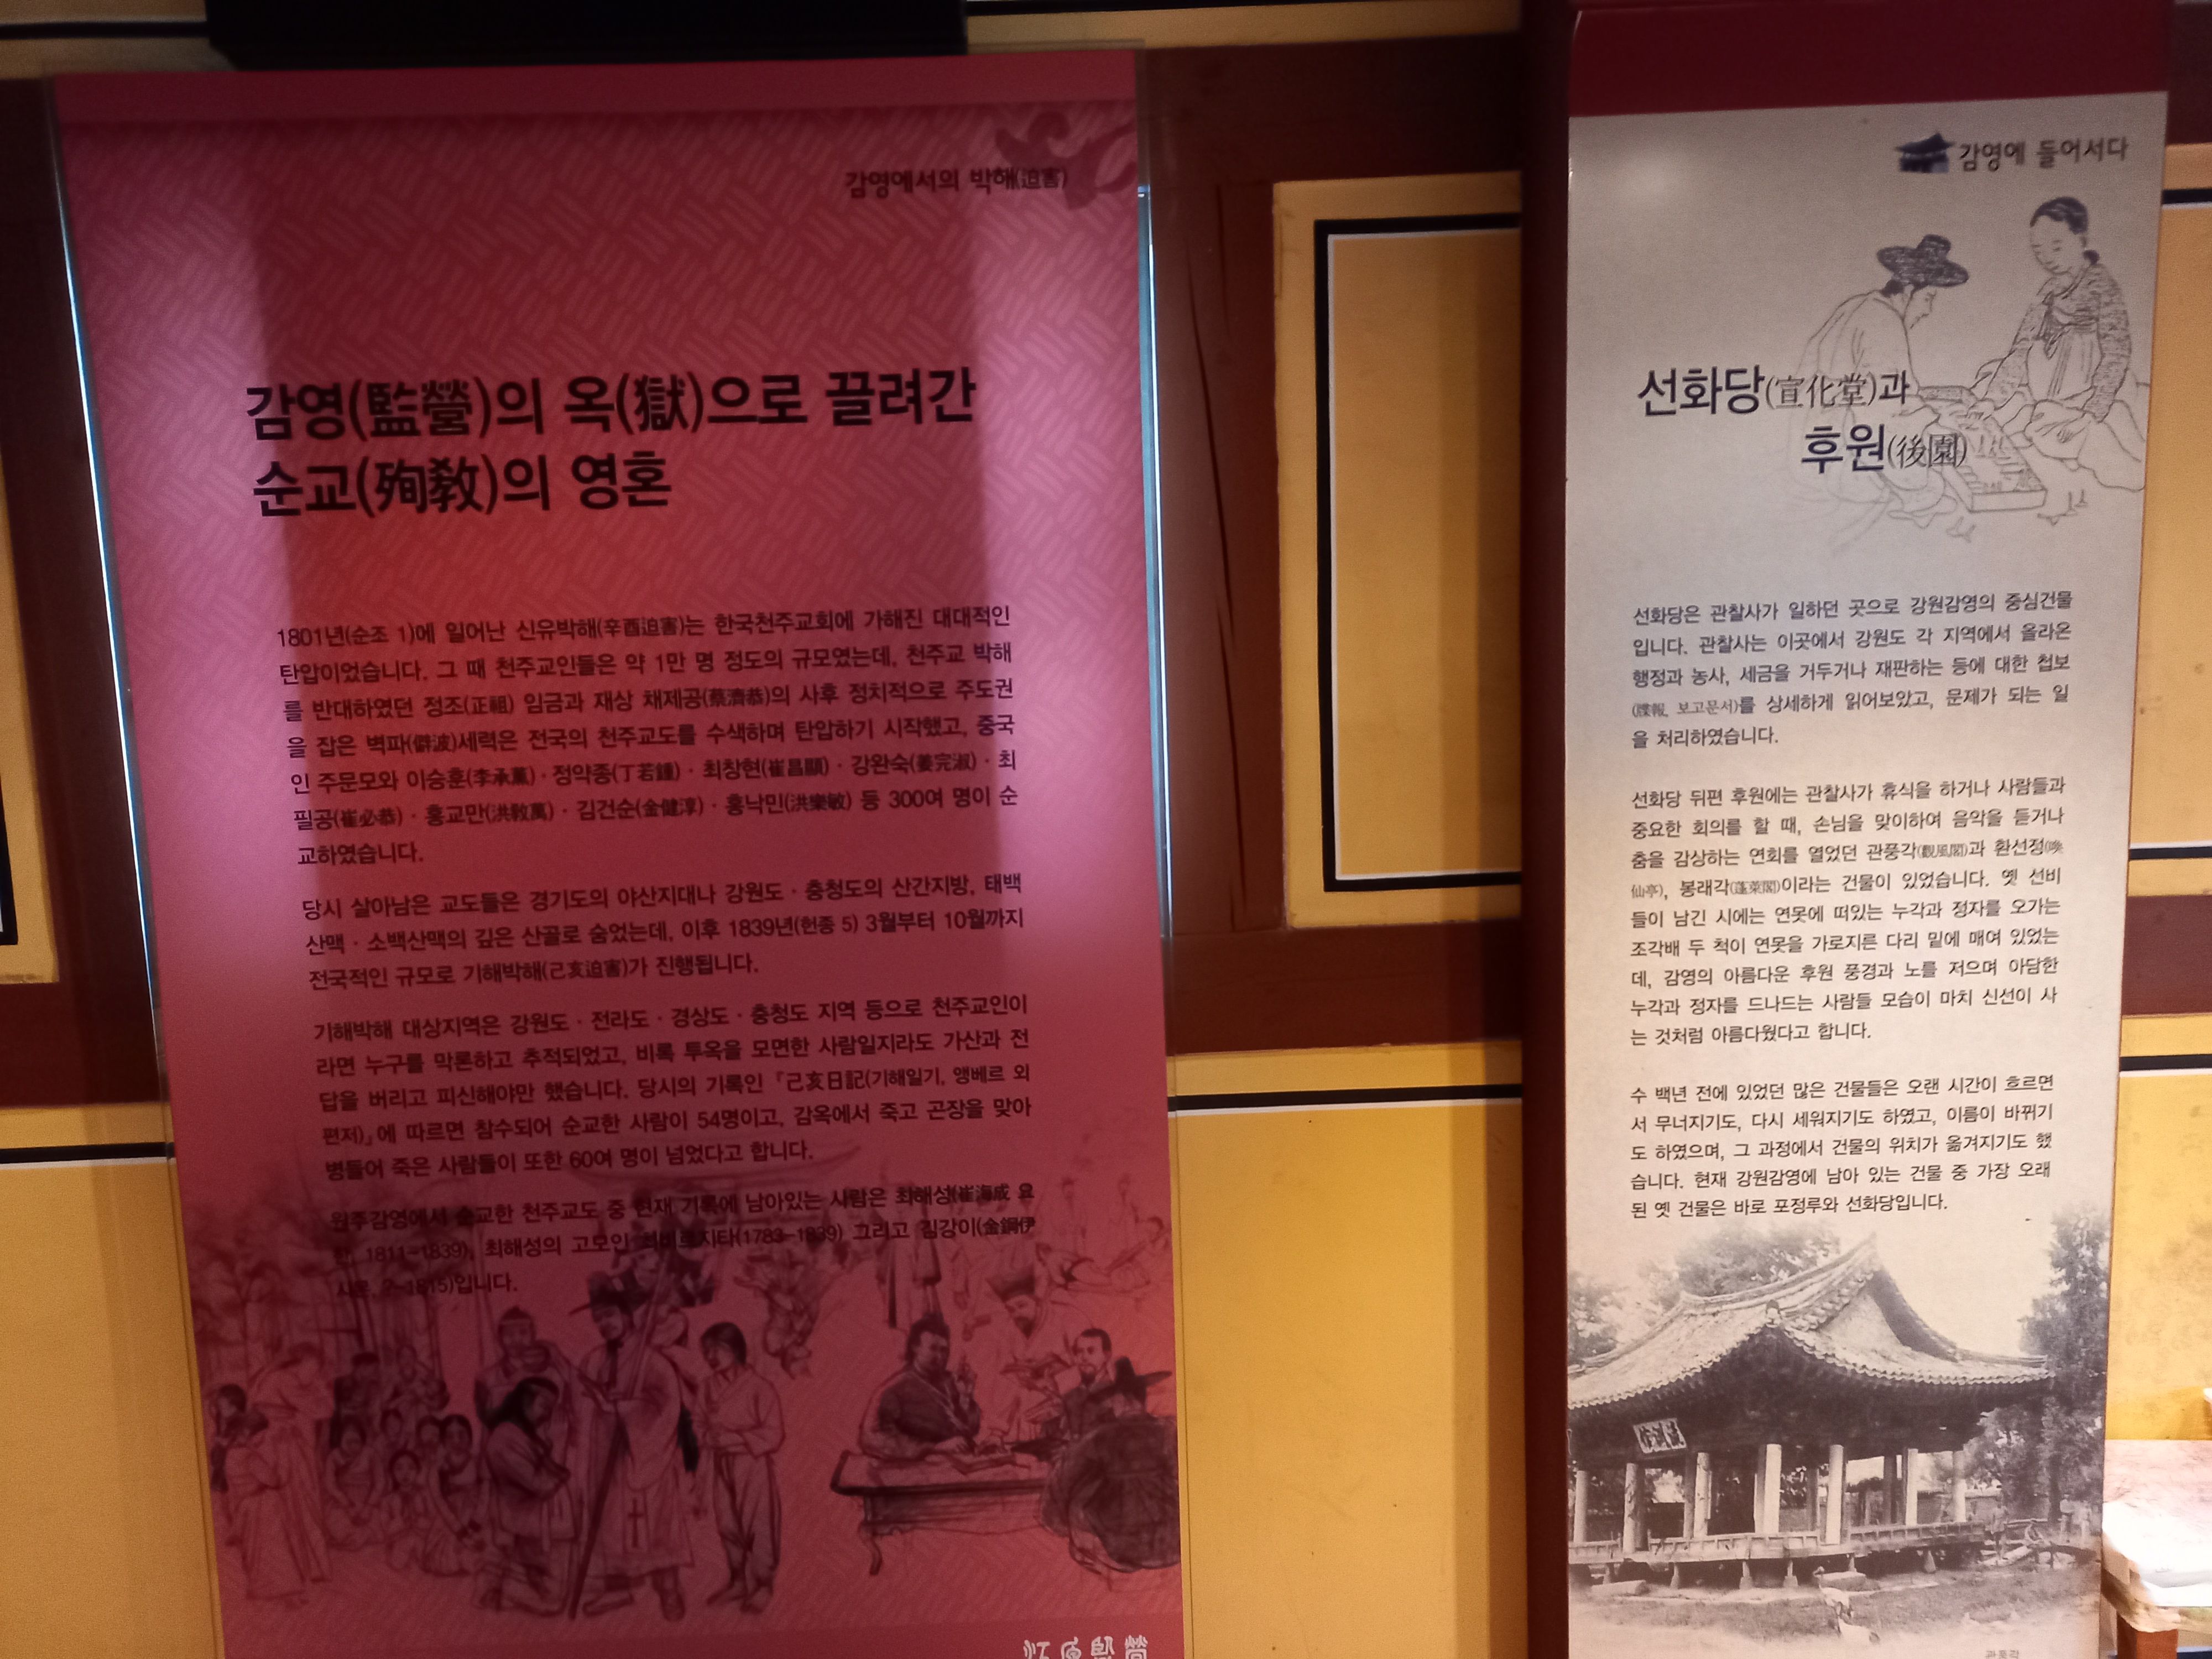 감영에서의 박해(迫害)
감영(監營)의 옥(獄)으로 끌려간
순교(殉敎)의 영혼
1801년(순조 1)에 일어난 신유박해(辛酉迫害)는 한국천주교회에 가해진 대대적인
탄압이었습니다. 그 때 천주교인들은 약 1만 명 정도의 규모였는데, 천주교 박해
를 반대하였던 정조(正祖) 임금과 재상 채제공(蔡濟恭)의 사후 정치적으로 주도권
을 잡은 벽파(僻波)세력은 전국의 천주교도를 수색하며 탄압하기 시작했고, 중국
인 주문모와 이승훈(李承薰)·정약종(丁若鍾)·최창현(崔昌顯)·강완숙(姜完淑)·최
필공(崔必恭)·홍교만(洪敎萬)·김건순(金健淳)·홍낙민(洪樂敏) 등 300여 명이 순
교하였습니다.
당시 살아남은 교도들은 경기도의 야산지대나 강원도·충청도의 산간지방, 태백
산맥·소백산맥의 깊은 산골로 숨었는데, 이후 1839년(헌종 5) 3월부터 10월까지
전국적인 규모로 기해박해(己亥迫害)가 진행됩니다.
기해박해 대상지역은 강원도·전라도·경상도·충청도 지역 등으로 천주교인이
라면 누구를 막론하고 추적되었고, 비록 투옥을 모면한 사람일지라도 가산과 전
답을 버리고 피신해야만 했습니다. 당시의 기록인 「己亥日記(기해일기, 앵베르 외
편저)」에 따르면 참수되어 순교한 사람이 54명이고, 감옥에서 죽고 곤장을 맞아
병들어 죽은 사람들이 또한 60여 명이 넘었다고 합니다.
원주감영에서 순교한 천주교도 중 현재 기록에 남아있는 사람은 최해성(崔海成 요
한, 1811-1839), 최해성의 고모인 최비르지타(1783-1839) 그리고 김강이(金鋼伊
시몬, ?-1815)입니다.
감영에 들어서다
선화당(宣化堂)과
후원(後園)
선화당은 관찰사가 일하던 곳으로 강원감영의 중심건물
입니다. 관찰사는 이곳에서 강원도 각 지역에서 올라온
행정과 농사, 세금을 거두거나 재판하는 등에 대한 첩보
(牒報, 보고문서)를 상세하게 읽어보았고, 문제가 되는 일
을 처리하였습니다.
선화당 뒤편 후원에는 관찰사가 휴식을 하거나 사람들과
중요한 회의를 할 때, 손님을 맞이하여 음악을 듣거나
춤을 감상하는 연회를 열었던 관풍각(觀風閣)과 환선정(喚
仙亭), 봉래각(蓬萊閣)이라는 건물이 있었습니다. 옛 선비
들이 남긴 시에는 연못에 떠있는 누각과 정자를 오가는
조각배 두 척이 연못을 가로지른 다리 밑에 매여 있었는
데, 감영의 아름다운 후원 풍경과 노를 저으며 아담한
누각과 정자를 드나드는 사람들 모습이 마치 신선이 사
는 것처럼 아름다웠다고 합니다.
수 백년 전에 있었던 많은 건물들은 오랜 시간이 흐르면
서 무너지기도, 다시 세워지기도 하였고, 이름이 바뀌기
도 하였으며, 그 과정에서 건물의 위치가 옮겨지기도 했
습니다. 현재 강원감영에 남아 있는 건물 중 가장 오래
된 옛 건물은 바로 포정루와 선화당입니다.
관풍각